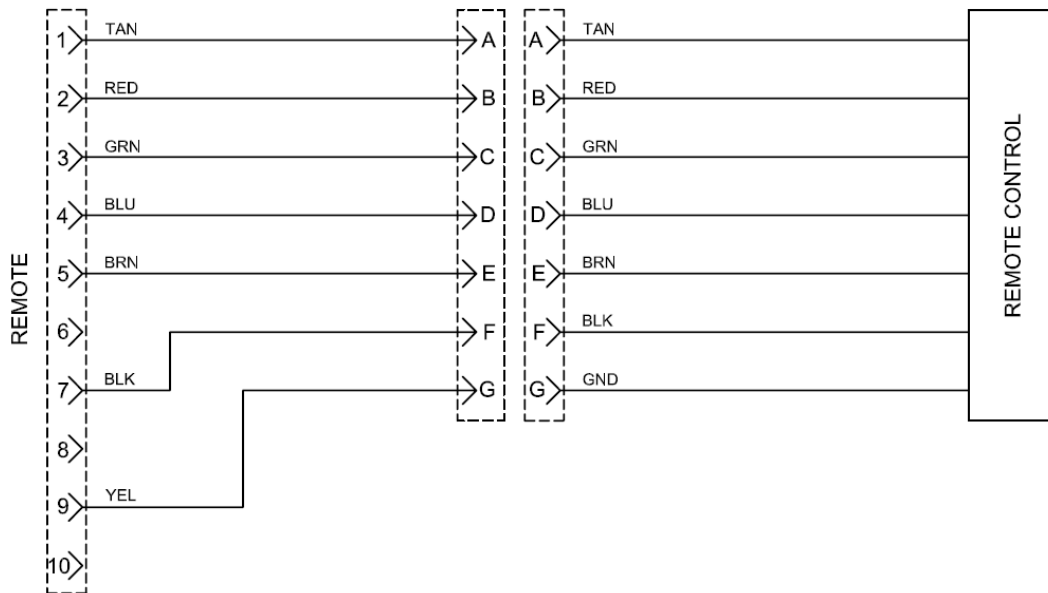 REMOTE
1 TAN A A TAN
2 RED B B RED
3 GRN C C GRN
4 BLU D D BLU
5 BRN E E BRN
6 F F BLK
7 BLK G G GND
8
9 YEL
10
REMOTE CONTROL